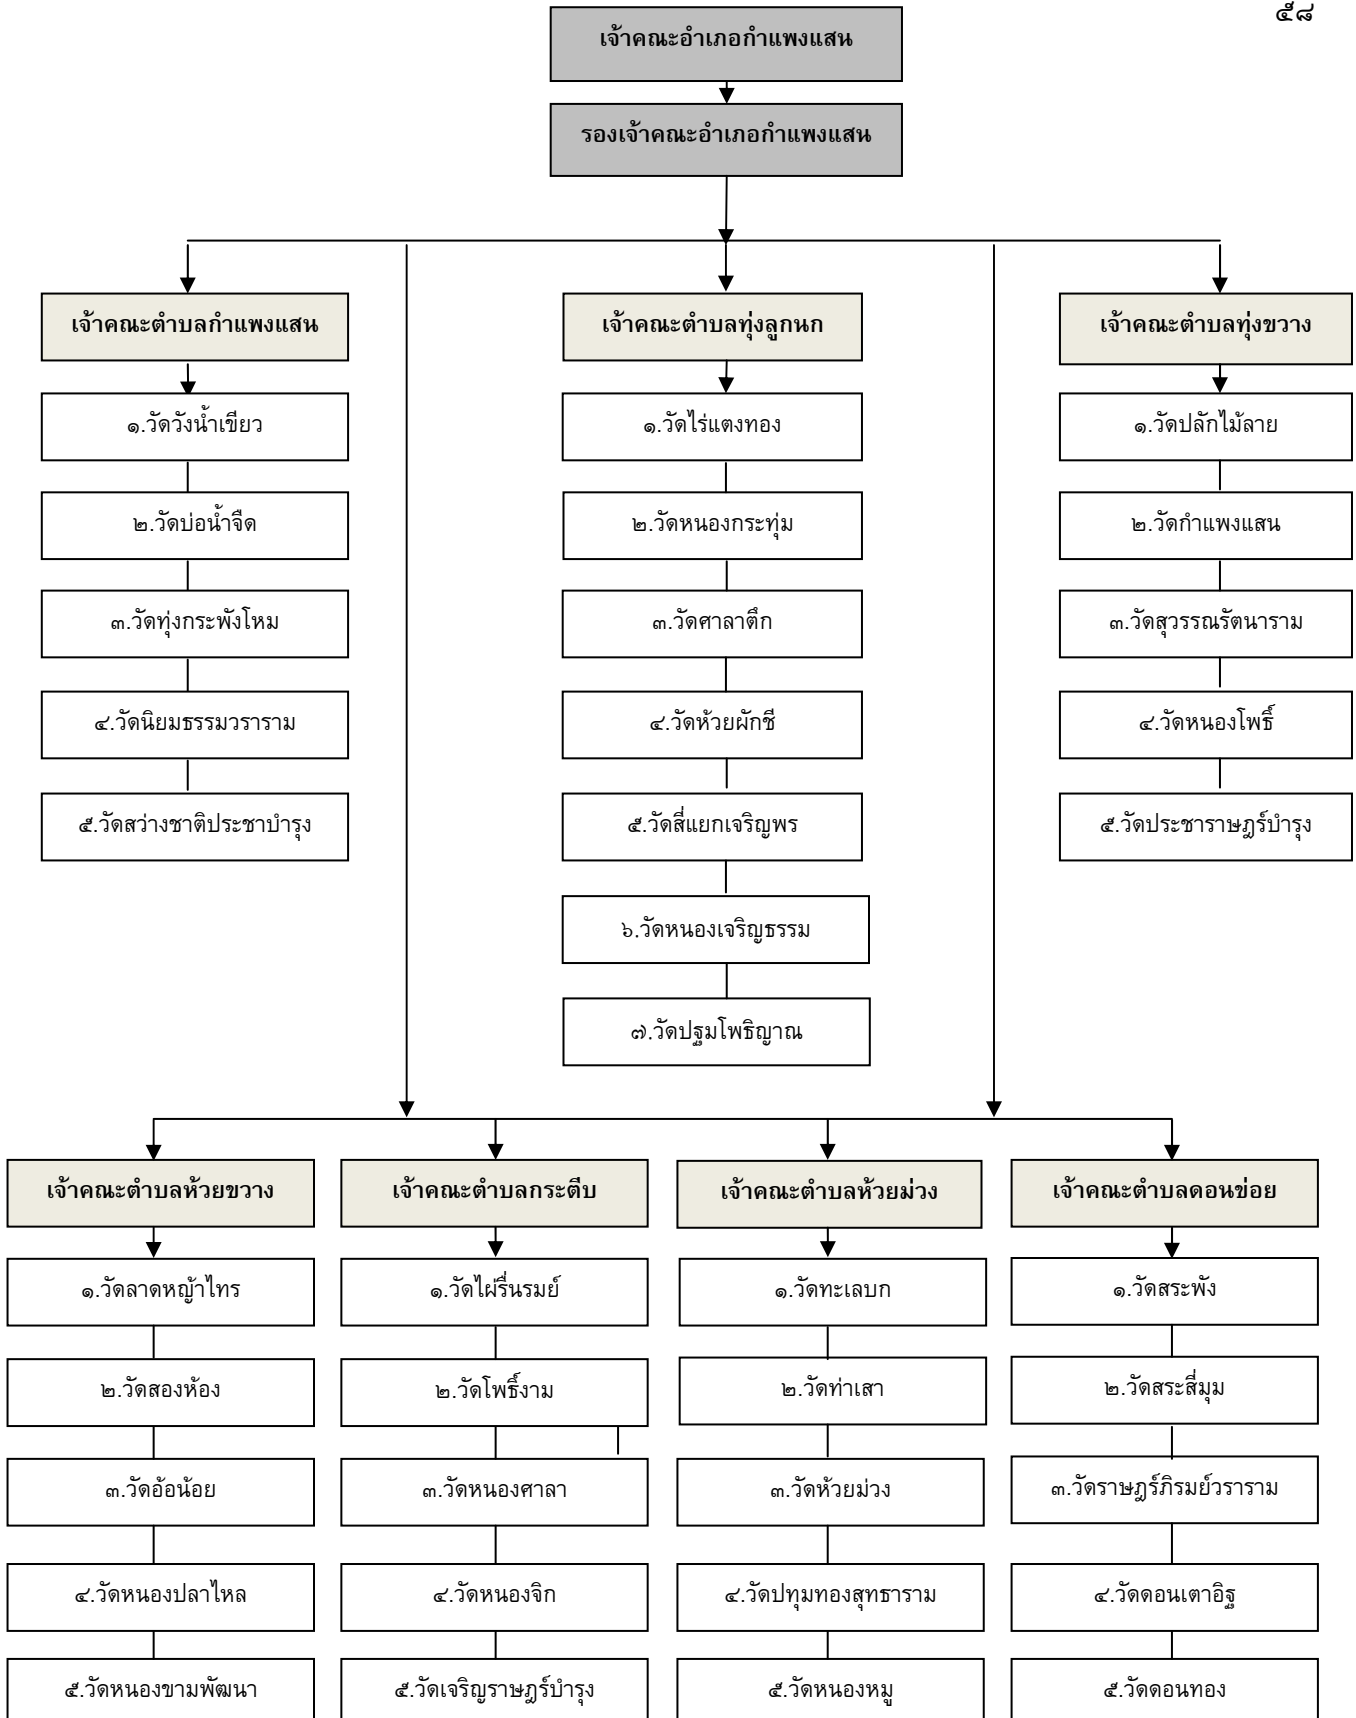 ๕๘
เจ้าคณะอำเภอกำแพงแสน
รองเจ้าคณะอำเภอกำแพงแสน
เจ้าคณะตำบลกำแพงแสน
๑.วัดวังน้ำเขียว
๒.วัดบ่อน้ำจืด
๓.วัดทุ่งกระพังโหม
๔.วัดนิยมธรรมวราราม
๕.วัดสว่างชาติประชาบำรุง
เจ้าคณะตำบลทุ่งลูกนก
๑.วัดไร่แตงทอง
๒.วัดหนองกระทุ่ม
๓.วัดศาลาตึก
๔.วัดห้วยผักชี
๕.วัดสี่แยกเจริญพร
๖.วัดหนองเจริญธรรม
๗.วัดปฐมโพธิญาณ
เจ้าคณะตำบลทุ่งขวาง
๑.วัดปลักไม้ลาย
๒.วัดกำแพงแสน
๓.วัดสุวรรณรัตนาราม
๔.วัดหนองโพธิ์
๕.วัดประชาราษฎร์บำรุง
เจ้าคณะตำบลห้วยขวาง
๑.วัดลาดหญ้าไทร
๒.วัดสองห้อง
๓.วัดอ้อน้อย
๔.วัดหนองปลาไหล
๕.วัดหนองขามพัฒนา
เจ้าคณะตำบลกระตีบ
๑.วัดไผ่รื่นรมย์
๒.วัดโพธิ์งาม
๓.วัดหนองศาลา
๔.วัดหนองจิก
๕.วัดเจริญราษฎร์บำรุง
เจ้าคณะตำบลห้วยม่วง
๑.วัดทะเลบก
๒.วัดท่าเสา
๓.วัดห้วยม่วง
๔.วัดปทุมทองสุทธาราม
๕.วัดหนองหมู
เจ้าคณะตำบลดอนข่อย
๑.วัดสระพัง
๒.วัดสระสี่มุม
๓.วัดราษฎร์ภิรมย์วราราม
๔.วัดดอนเตาอิฐ
๕.วัดดอนทอง